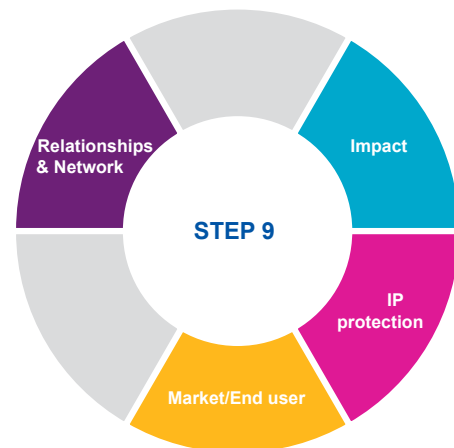 Relationships
& Network
Impact
STEP 9
IP
protection
Market/End user